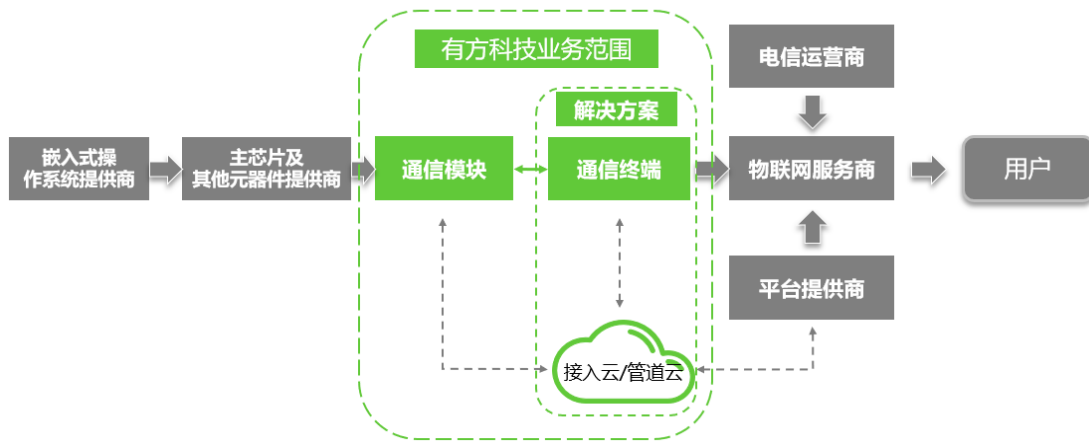 有方科技业务范围
电信运营商
解决方案
嵌入式操
作系统提供商
主芯片及
其他元器件提供商
通信模块
通信终端
物联网服务商
用户
平台提供商
接入云/管道云